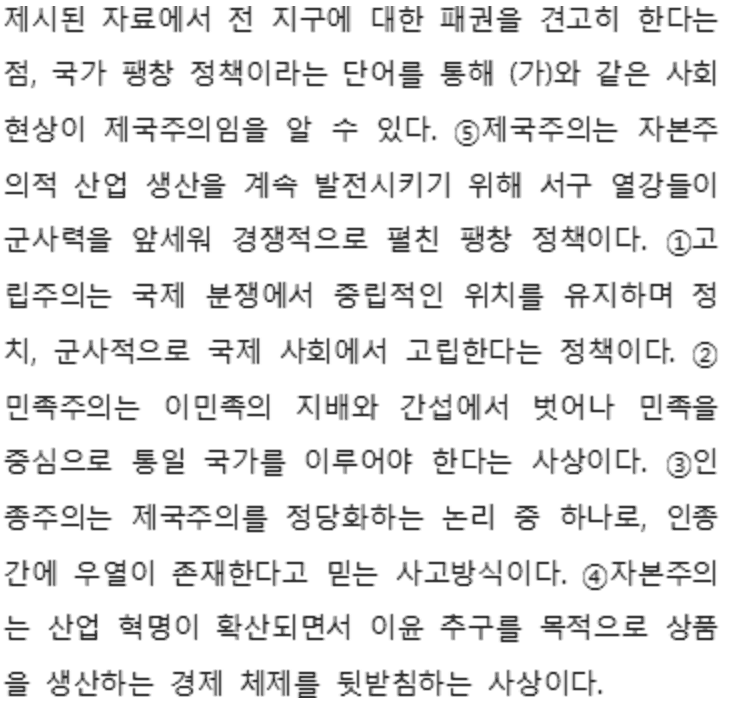 제시된 자료에서 전 지구에 대한 패권을 견고히 한다는
점, 국가 팽창 정책이라는 단어를 통해 (가)와 같은 사회
현상이 제국주의임을 알 수 있다. ⑤제국주의는 자본주
의적 산업 생산을 계속 발전시키기 위해 서구 열강들이
군사력을 앞세워 경쟁적으로 펼친 팽창 정책이다. ①고
립주의는 국제 분쟁에서 중립적인 위치를 유지하며 정
치, 군사적으로 국제 사회에서 고립한다는 정책이다. ②
민족주의는 이민족의 지배와 간섭에서 벗어나 민족을
중심으로 통일 국가를 이루어야 한다는 사상이다. ③인
종주의는 제국주의를 정당화하는 논리 중 하나로, 인종
간에 우열이 존재한다고 믿는 사고방식이다. ④자본주의
는 산업 혁명이 확산되면서 이윤 추구를 목적으로 상품
을 생산하는 경제 체제를 뒷받침하는 사상이다.